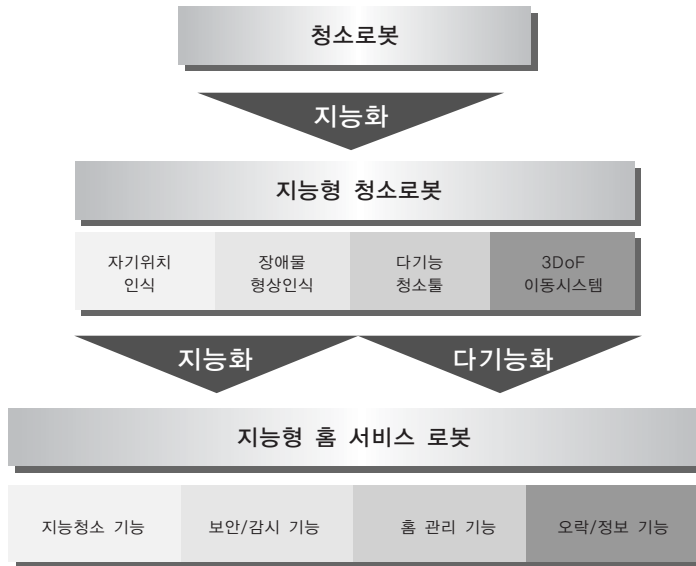 청소로봇
지능화
지능형 청소로봇
자기위치 장애물 다기능 3DoF
인식 형상인식 청소툴 이동시스템
지능화 다기능화
지능형 홈 서비스 로봇
지능청소 기능 보안/감시 기능 홈 관리 기능 오락/정보 기능